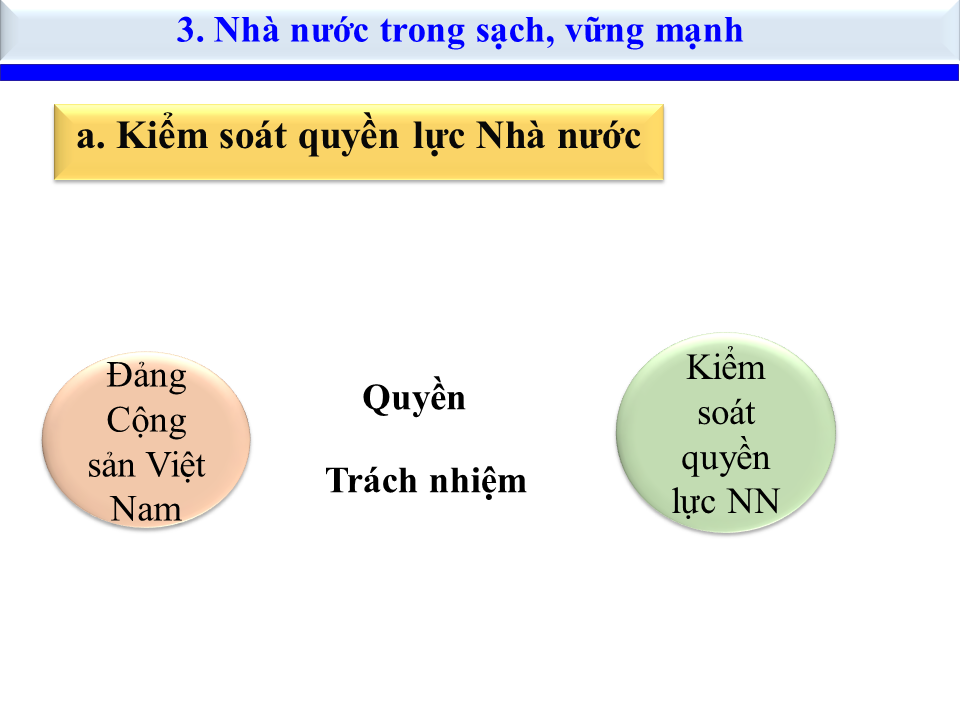 3. Nhà nước trong sạch, vững mạnh
a. Kiểm soát quyền lực Nhà nước
Đảng
Cộng
sản Việt
Nam
Quyền
Trách nhiệm
Kiểm
soát
quyền
lực NN